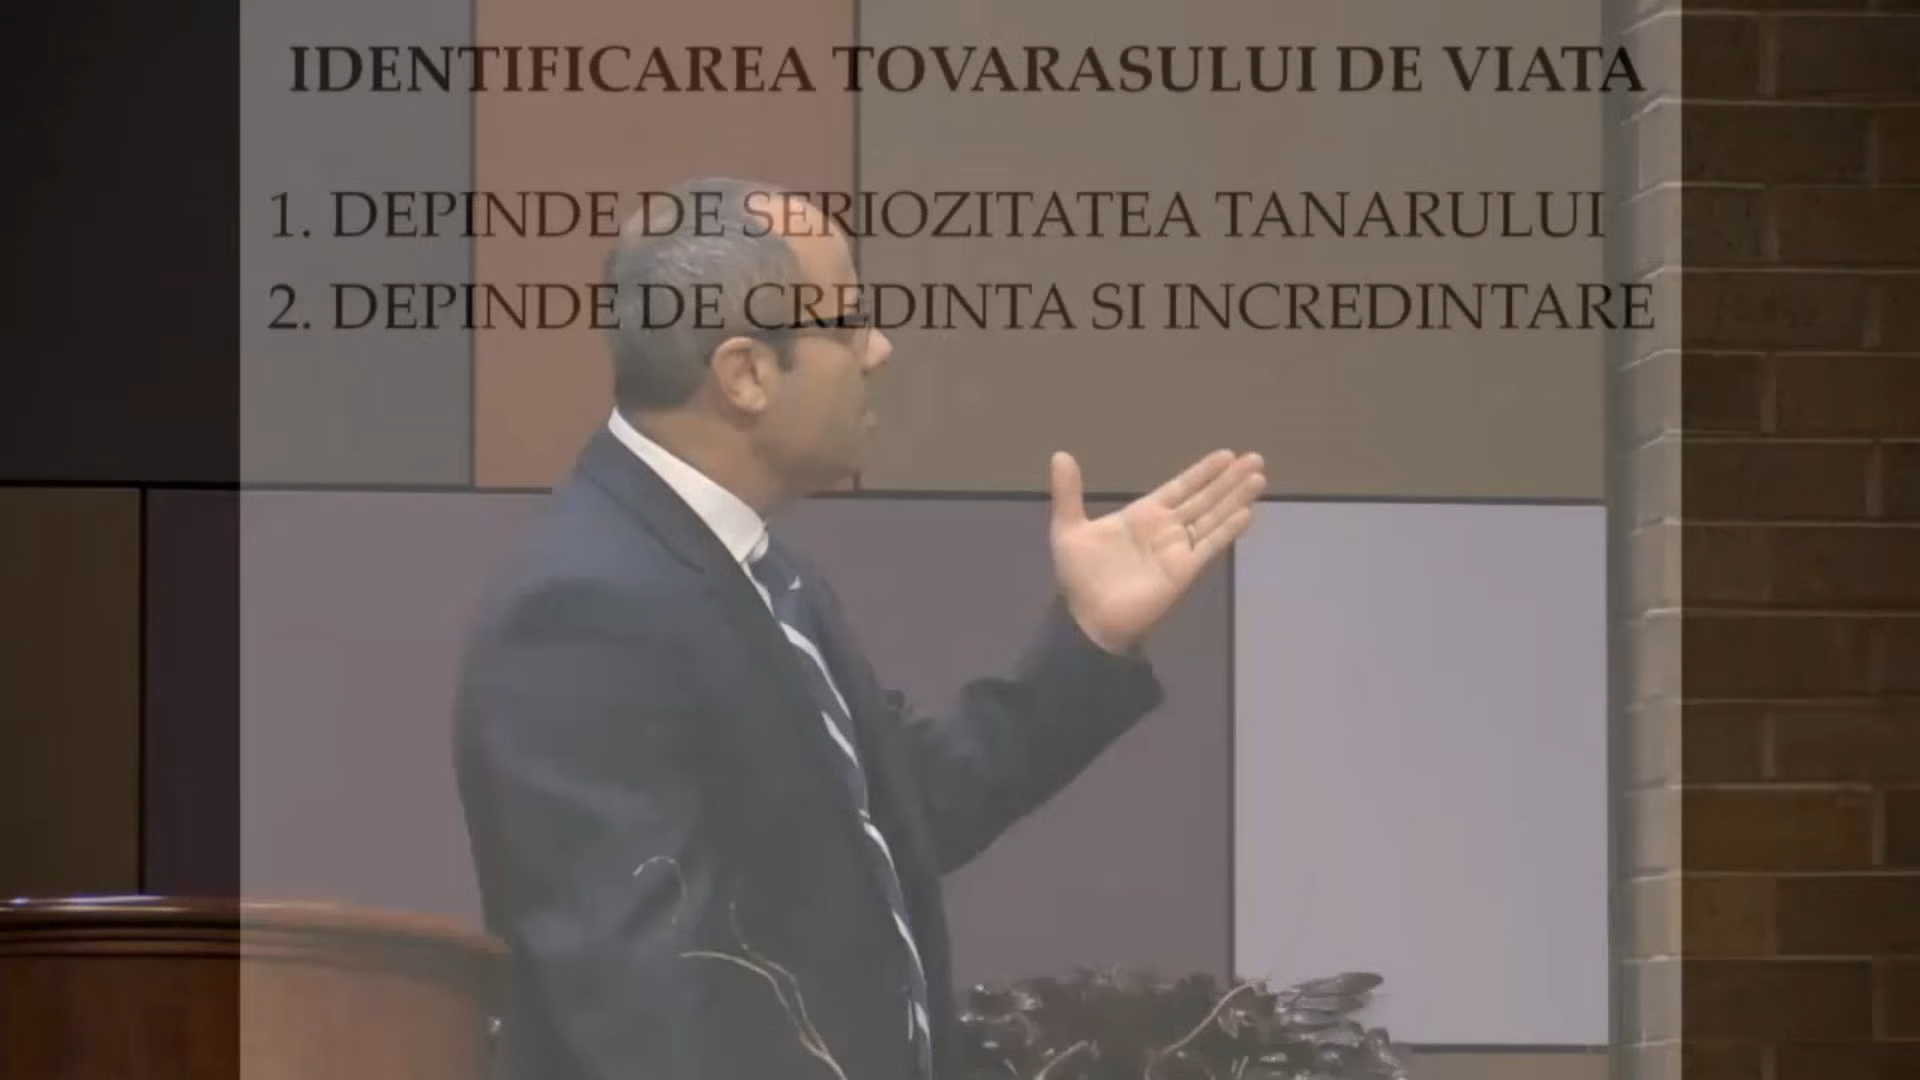 IDENTIFICAREA TOVARASULUI DE VIATA
1. DEPINDE DE SERIOZITATEA TANARULUI
2. DEPINDE DE CREDINTA SI INCREDINTARE